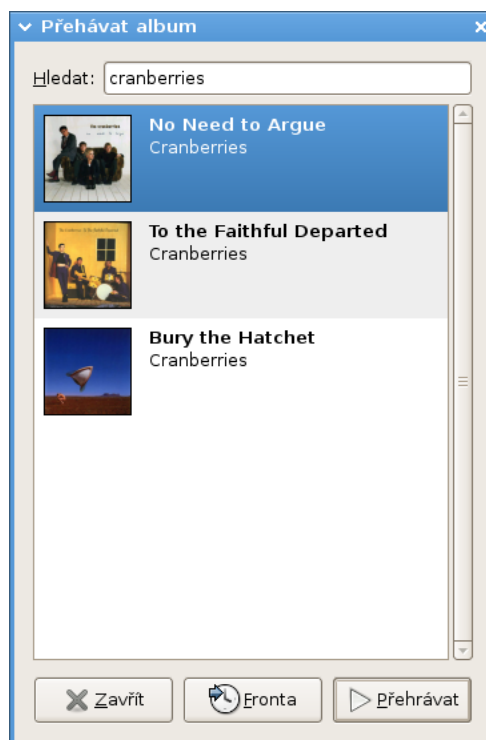 Přehávat album
Hledat: cranberries
No Need to Argue
Cranberries
To the Faithful Departed
Cranberries
Bury the Hatchet
Cranberries
Zavřít Fronta Přehrávat